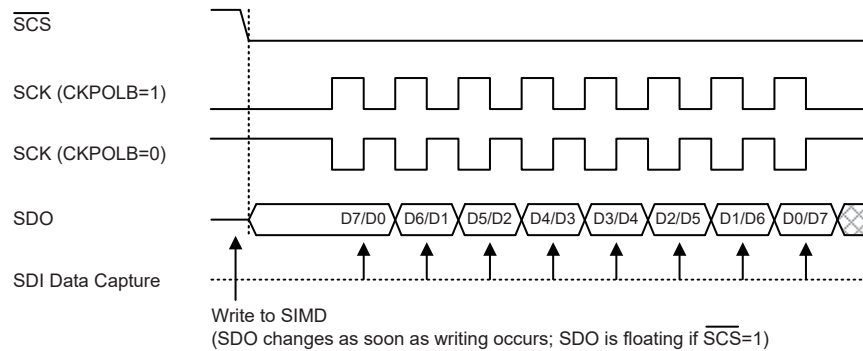 S̅C̅S̅
SCK (CKPOLB=1)
SCK (CKPOLB=0)
SDO D7/D0 D6/D1 D5/D2 D4/D3 D3/D4 D2/D5 D1/D6 D0/D7
SDI Data Capture
Write to SIMD
(SDO changes as soon as writing occurs; SDO is floating if S̅C̅S̅=1)